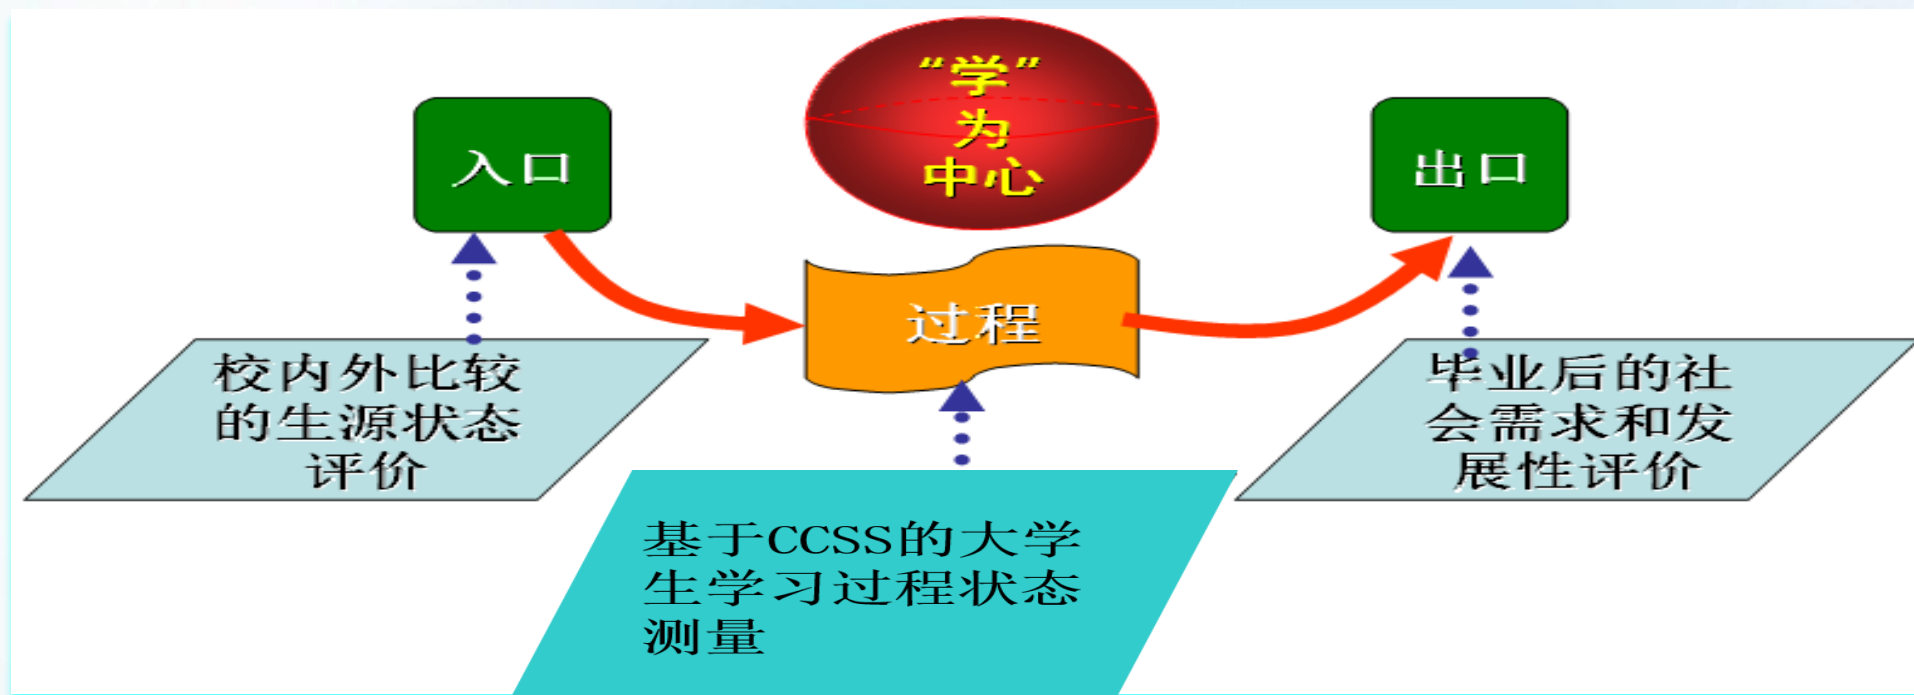 “学”
为
中心
入口
出口
过程
校内外比较
的生源状态
评价
毕业后的社
会需求和发
展性评价
基于CCSS的大学
生学习过程状态
测量